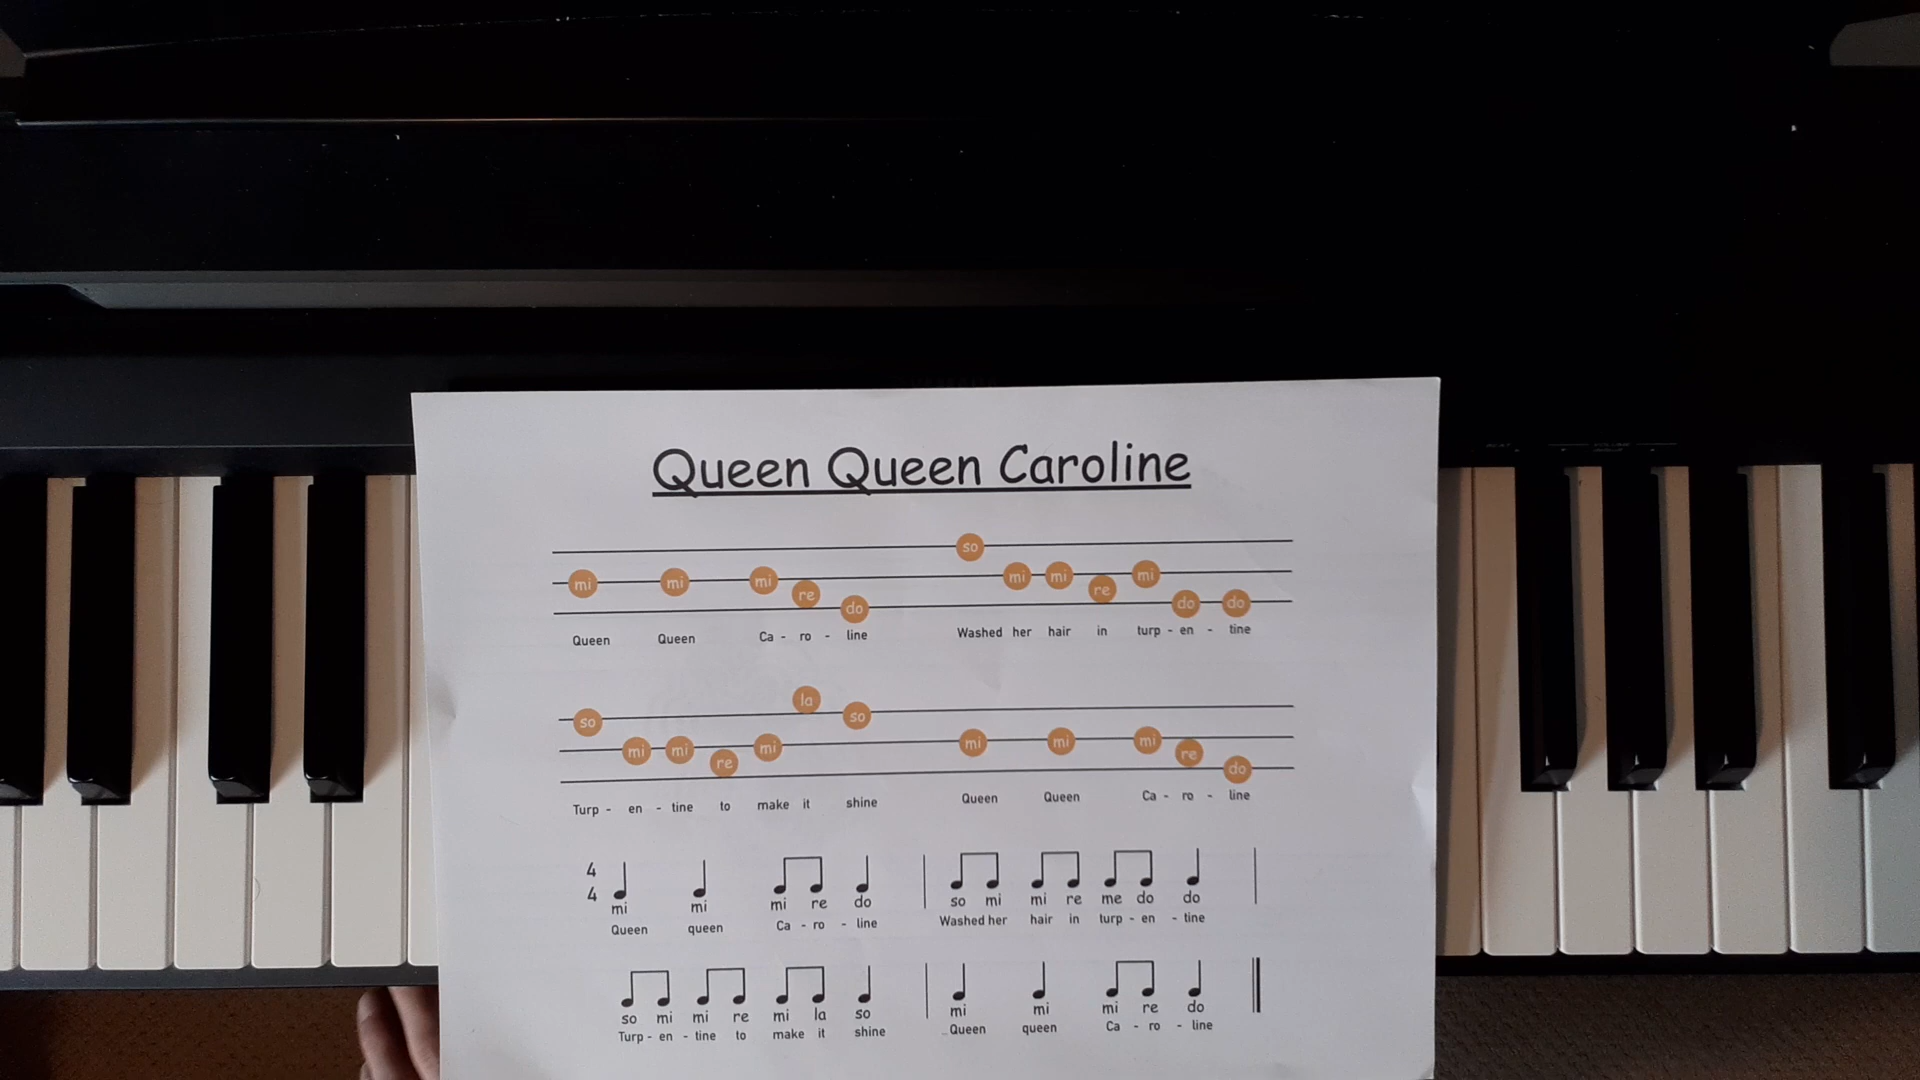 Queen Queen Caroline
mi mi mi re do so mi mi re mi do do
Queen Queen Ca - ro - line Washed her hair in turp - en - tine
so mi mi re mi la so mi mi mi re do
Turp - en - tine to make it shine Queen Queen Ca - ro - line
4
4
mi mi mi re do so mi mi re me do do
Queen queen Ca - ro - line Washed her hair in turp - en - tine
so mi mi re mi la so mi mi mi re do
Turp - en - tine to make it shine Queen queen Ca - ro - line